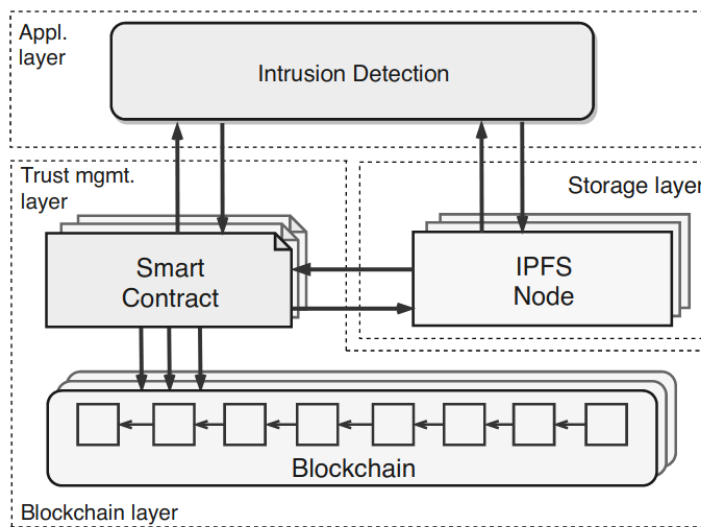 Appl.
layer
Intrusion Detection
Trust mgmt.
layer
Storage layer
Smart
Contract
IPFS
Node
Blockchain
Blockchain layer